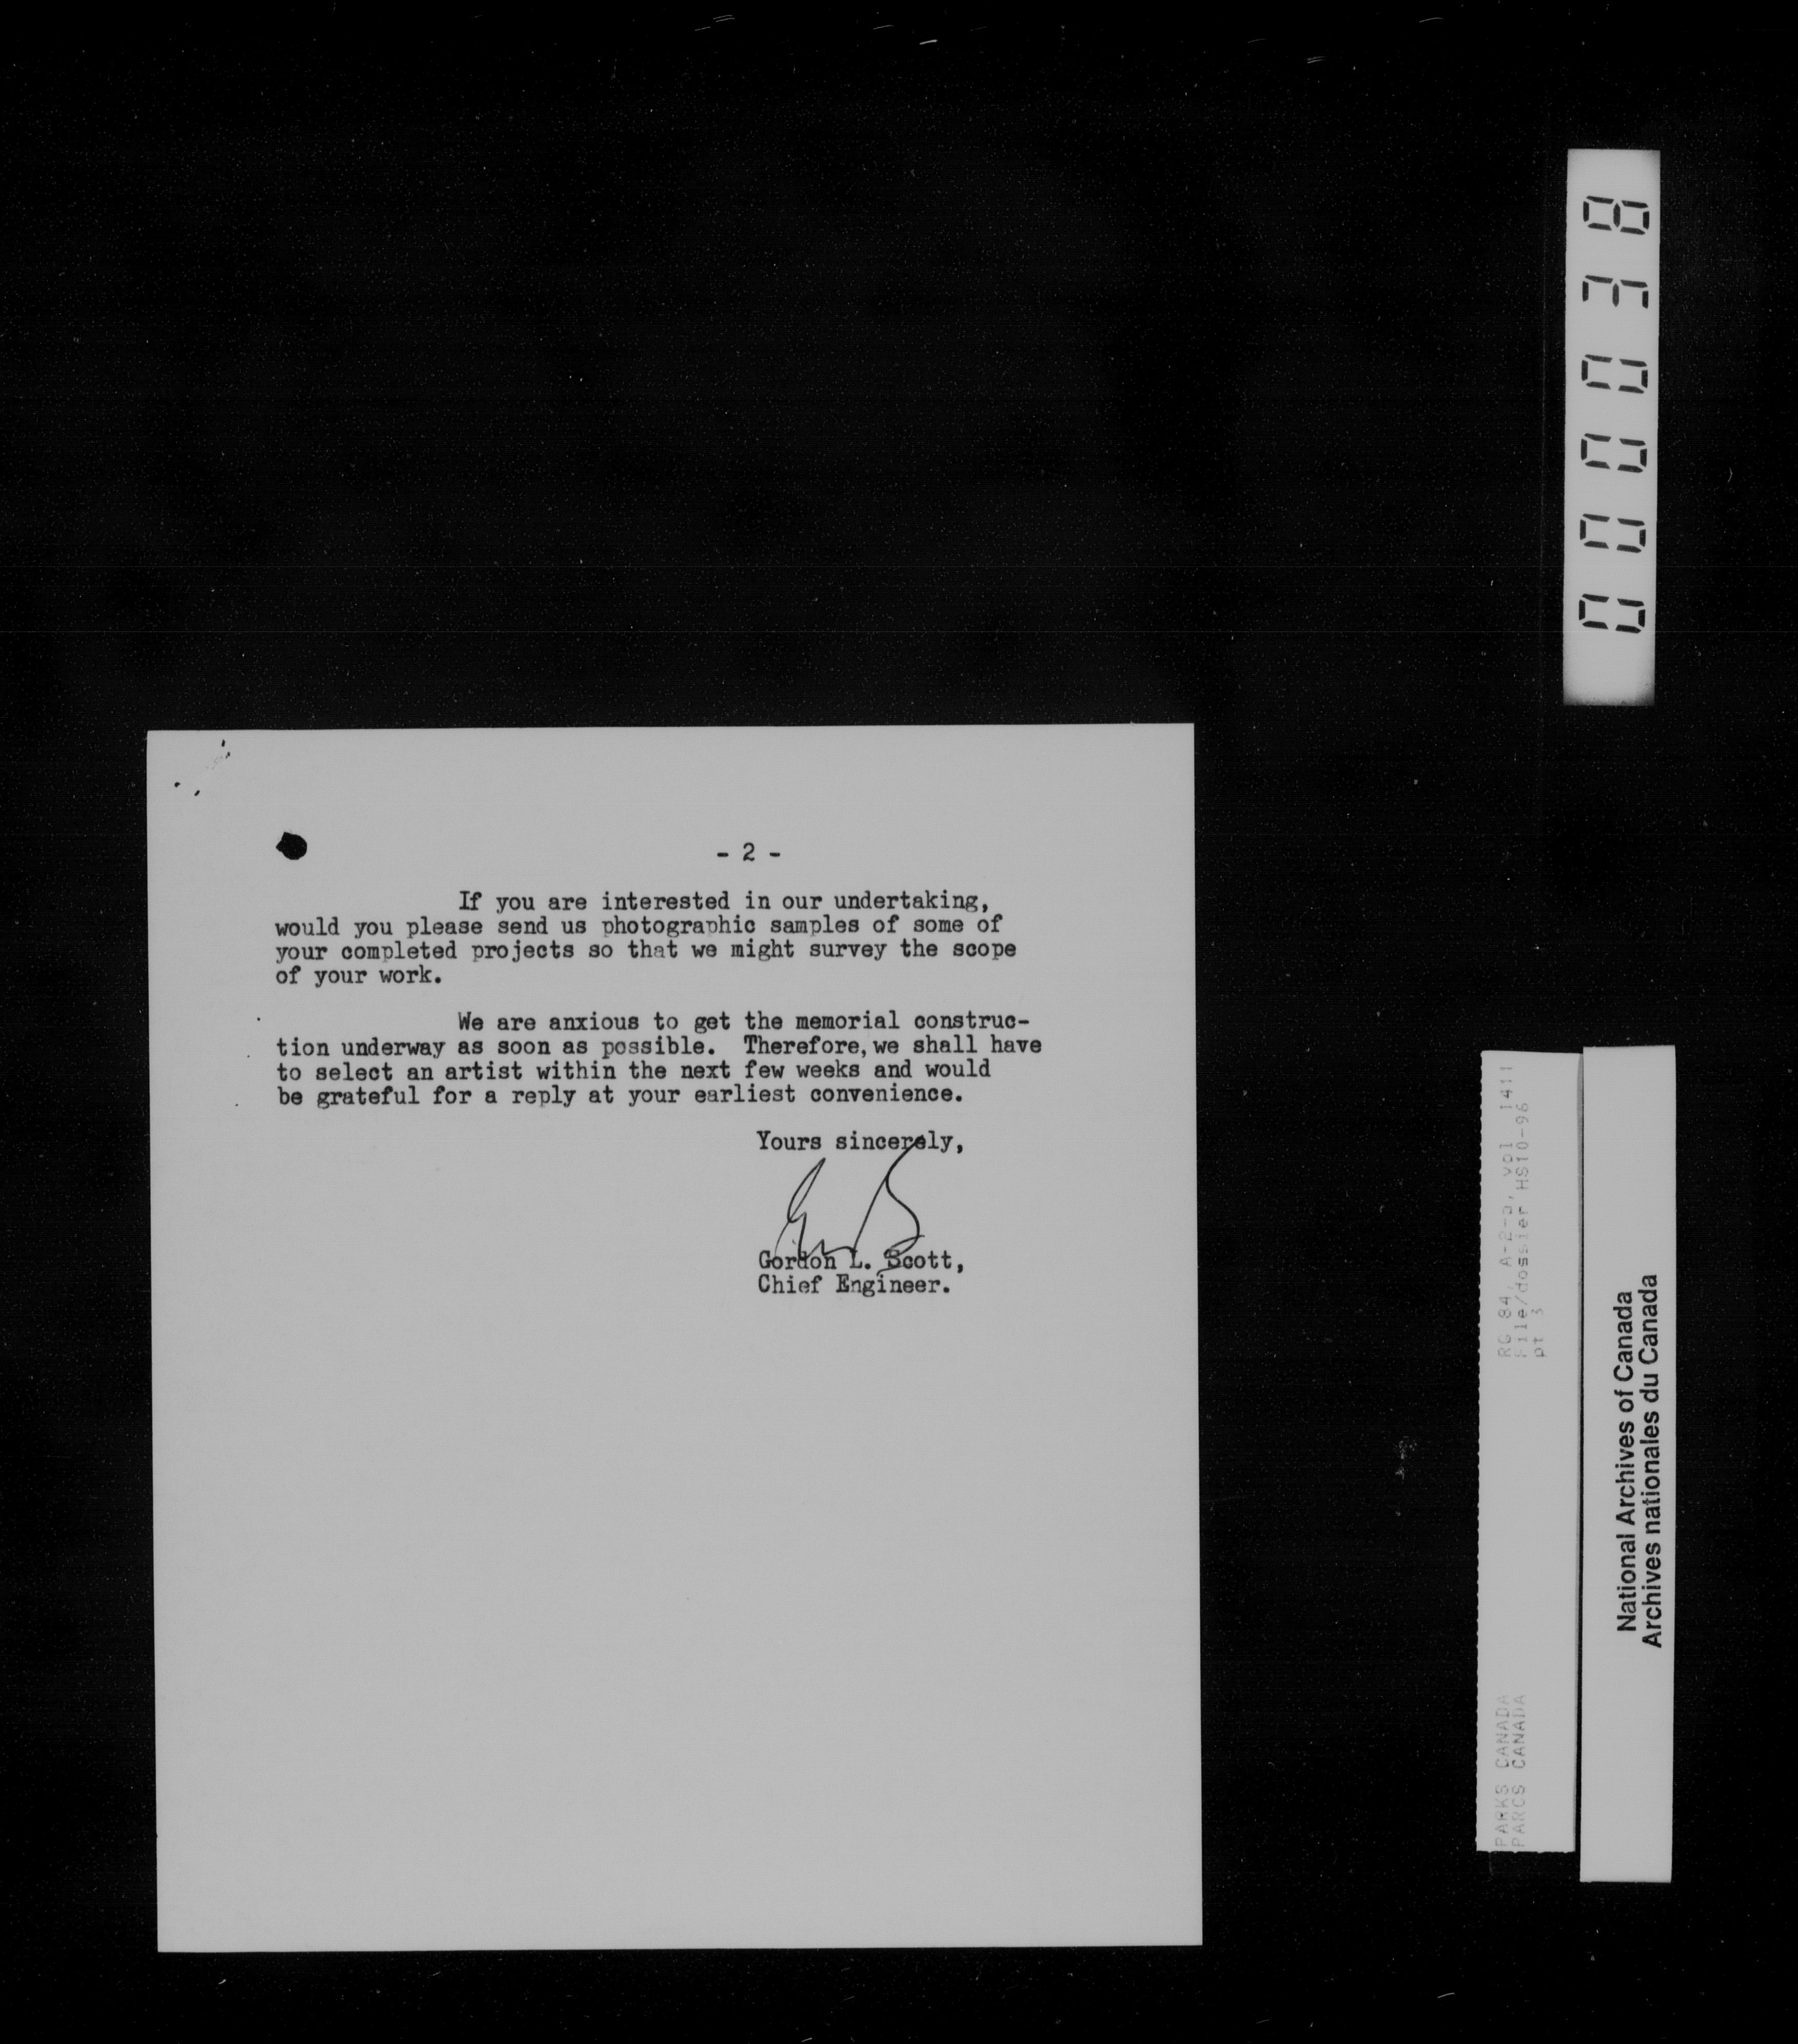 - 2 -
If you are interested in our undertaking,
would you please send us photographic samples of some of
your completed projects so that we might survey the scope
of your work.
We are anxious to get the memorial construc-
tion underway as soon as possible. Therefore, we shall have
to select an artist within the next few weeks and would
be grateful for a reply at your earliest convenience.
Yours sincerely,
Gordon L. Scott,
Chief Engineer.
000038
RG 84, A-2-a, vol 1411
File/dossier HS10-96
pt 3
PARKS CANADA
PARCS CANADA
National Archives of Canada
Archives nationales du Canada